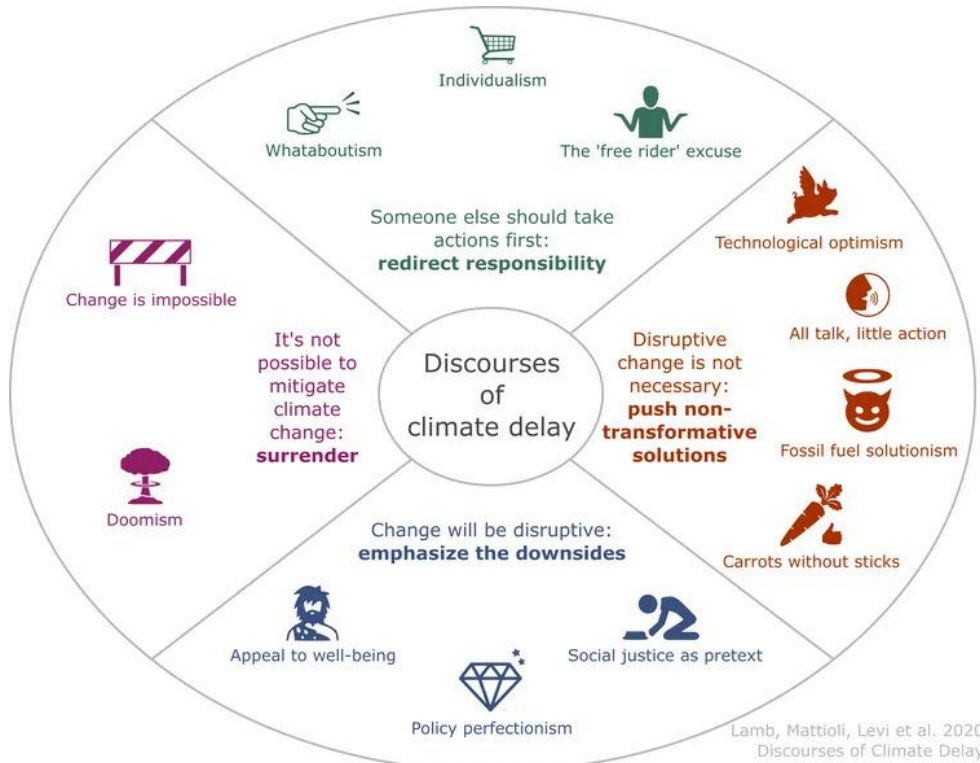 Individualism
Whataboutism
The 'free rider' excuse
Someone else should take
actions first:
redirect responsibility
Technological optimism
All talk, little action
Fossil fuel solutionism
Carrots without sticks
Disruptive
change is not
necessary:
push non-
transformative
solutions
Change is impossible
Doomism
It's not
possible to
mitigate
climate
change:
surrender
Discourses
of
climate delay
Change will be disruptive:
emphasize the downsides
Appeal to well-being
Social justice as pretext
Policy perfectionism
Lamb, Mattioli, Levi et al. 2020
Discourses of Climate Delay